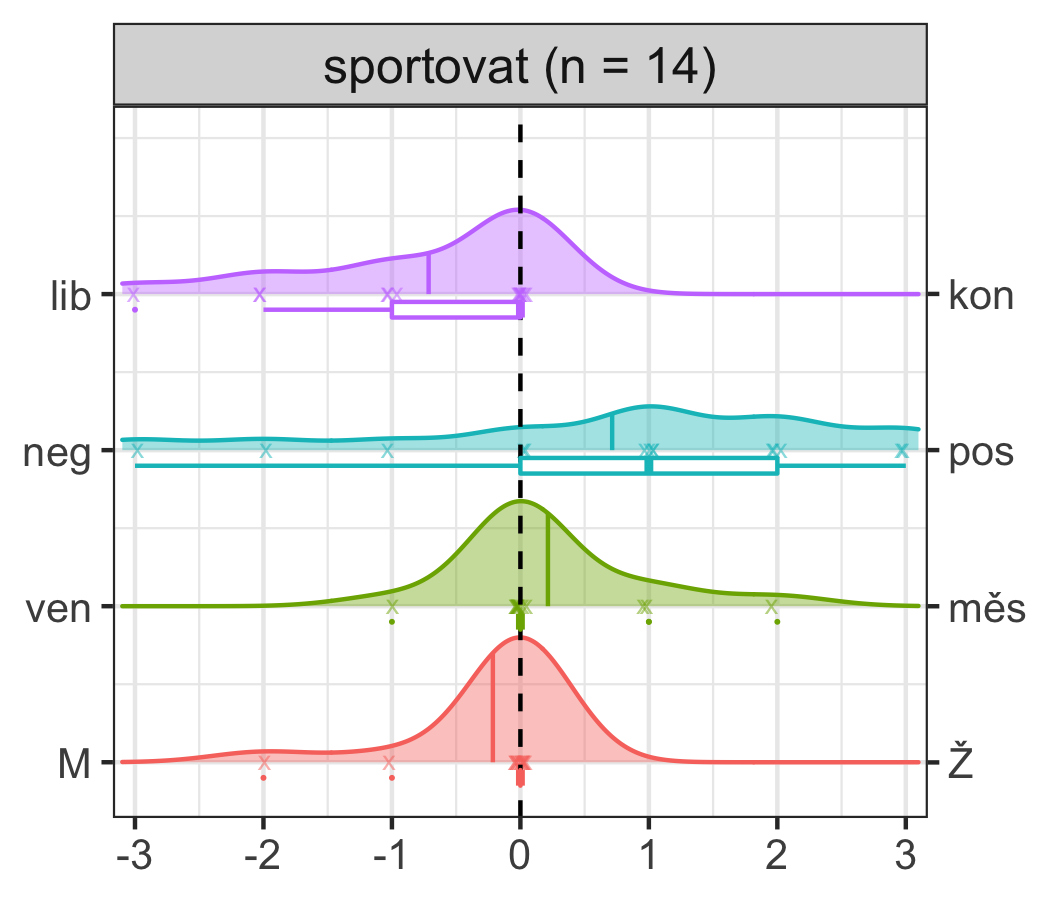 sportovat (n = 14)
lib kon
neg pos
ven měs
M Ž
-3 -2 -1 0 1 2 3